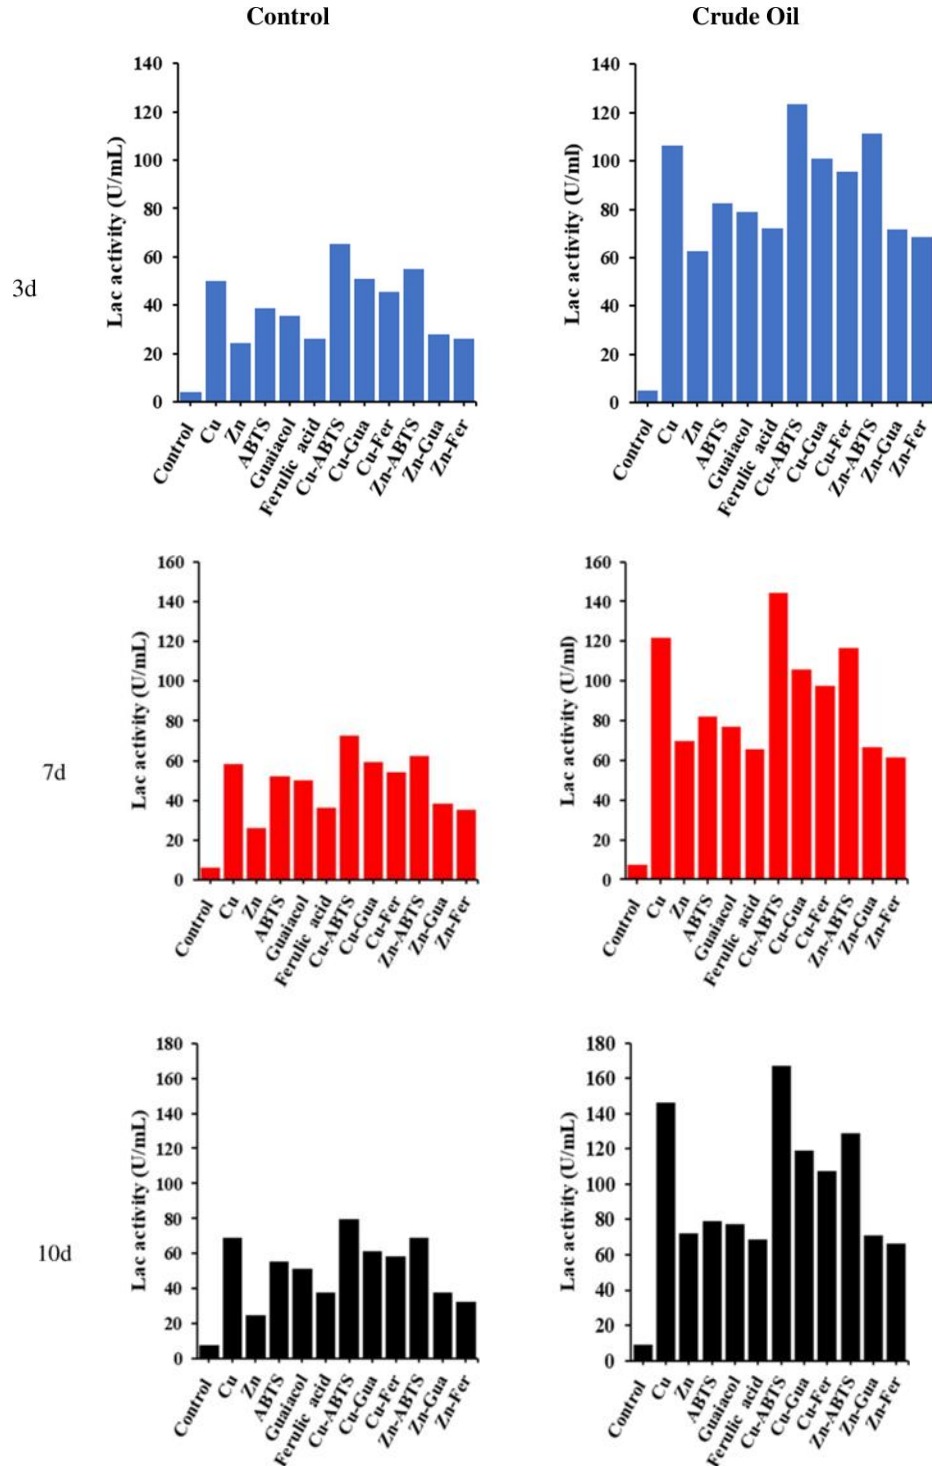 Control
Crude Oil
3d
Lac activity (U/mL)
140
120
100
80
60
40
20
0
Control
Cu
Zn
ABTS
Guaiacol
Ferulic acid
Cu-ABTS
Cu-Gua
Cu-Fer
Zn-ABTS
Zn-Gua
Zn-Fer
Lac activity (U/ml)
140
120
100
80
60
40
20
0
Control
Cu
Zn
ABTS
Guaiacol
Ferulic acid
Cu-ABTS
Cu-Gua
Cu-Fer
Zn-ABTS
Zn-Gua
Zn-Fer
7d
Lac activity (U/mL)
160
140
120
100
80
60
40
20
0
Control
Cu
Zn
ABTS
Guaiacol
Ferulic acid
Cu-ABTS
Cu-Gua
Cu-Fer
Zn-ABTS
Zn-Gua
Zn-Fer
Lac activity (U/ml)
160
140
120
100
80
60
40
20
0
Control
Cu
Zn
ABTS
Guaiacol
Ferulic acid
Cu-ABTS
Cu-Gua
Cu-Fer
Zn-ABTS
Zn-Gua
Zn-Fer
10d
Lac activity (U/mL)
180
160
140
120
100
80
60
40
20
0
Control
Cu
Zn
ABTS
Guaiacol
Ferulic acid
Cu-ABTS
Cu-Gua
Cu-Fer
Zn-ABTS
Zn-Gua
Zn-Fer
Lac activity (U/mL)
180
160
140
120
100
80
60
40
20
0
Control
Cu
Zn
ABTS
Guaiacol
Ferulic acid
Cu-ABTS
Cu-Gua
Cu-Fer
Zn-ABTS
Zn-Gua
Zn-Fer